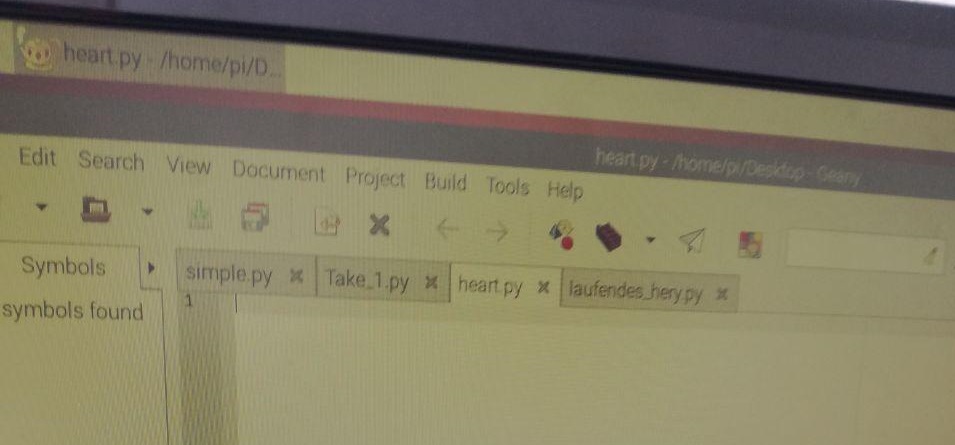 heart.py - /home/pi/D...
heart.py - /home/pi/Desktop - Geany
Edit Search View Document Project Build Tools Help
Symbols
simple.py Take_1.py heart.py laufendes_hery.py
symbols found
1